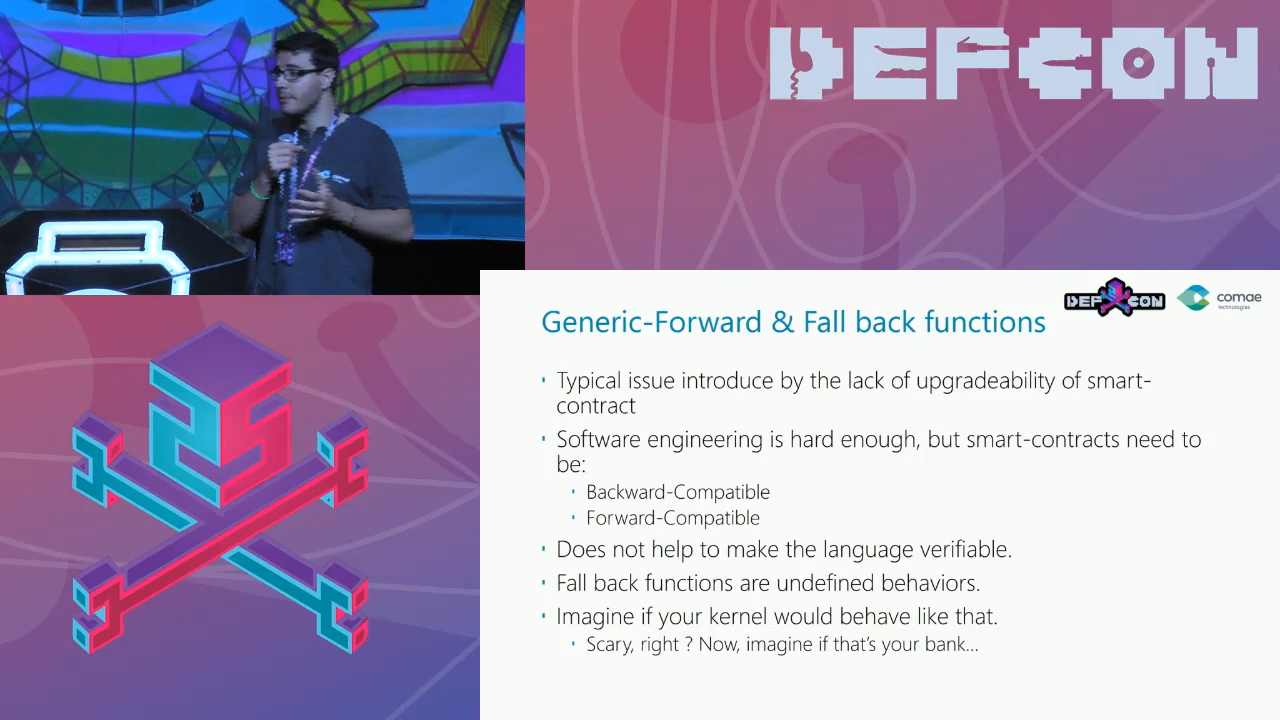 DEFCON
DEF CON
comae
technologies
Generic-Forward & Fall back functions
· Typical issue introduce by the lack of upgradeability of smart-
contract
· Software engineering is hard enough, but smart-contracts need to
be:
· Backward-Compatible
· Forward-Compatible
· Does not help to make the language verifiable.
· Fall back functions are undefined behaviors.
· Imagine if your kernel would behave like that.
· Scary, right ? Now, imagine if that's your bank...
25